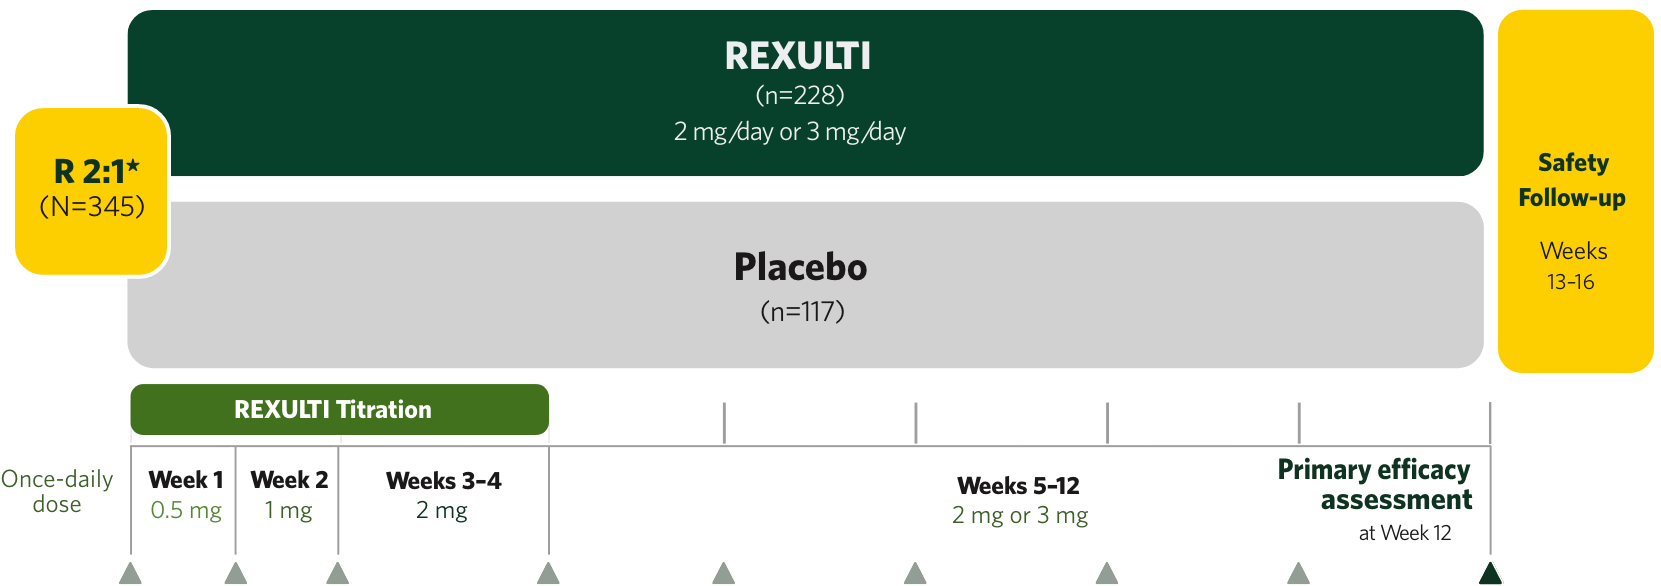 REXULTI
(n=228)
2 mg/day or 3 mg/day
R 2:1★
(N=345)
Placebo
(n=117)
Safety
Follow-up
Weeks
13–16
REXULTI Titration
Once-daily
dose
Week 1
0.5 mg
Week 2
1 mg
Weeks 3–4
2 mg
Weeks 5–12
2 mg or 3 mg
Primary efficacy
assessment
at Week 12